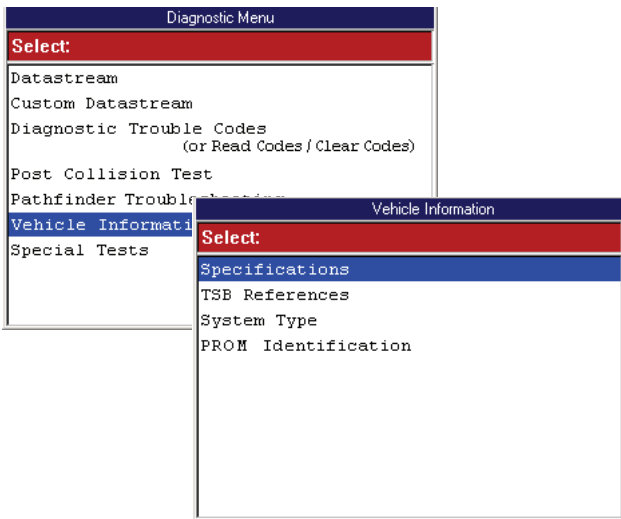 Diagnostic Menu
Select:
Datastream
Custom Datastream
Diagnostic Trouble Codes
(or Read Codes / Clear Codes)
Post Collision Test
Pathfinder
Vehicle
Special Tests
Vehicle Information
Select:
Specifications
TSB References
System Type
PROM Identification